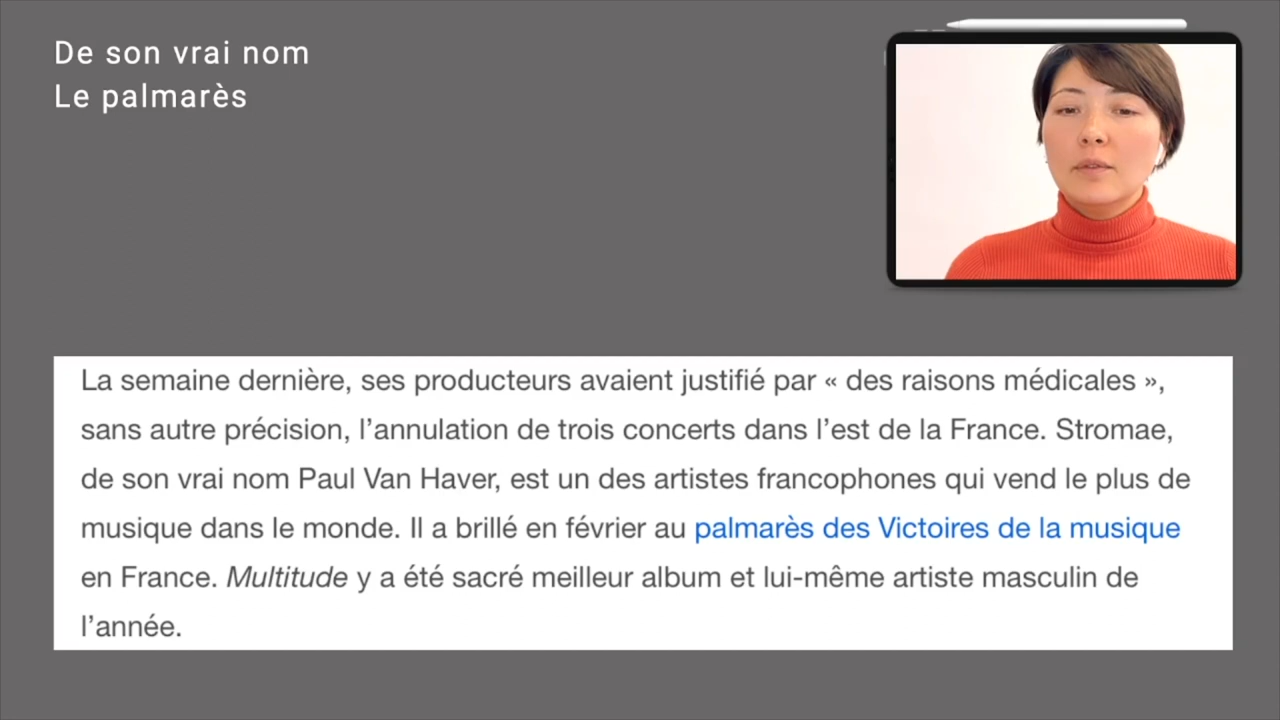 De son vrai nom
Le palmarès
La semaine dernière, ses producteurs avaient justifié par « des raisons médicales »,
sans autre précision, l’annulation de trois concerts dans l’est de la France. Stromae,
de son vrai nom Paul Van Haver, est un des artistes francophones qui vend le plus de
musique dans le monde. Il a brillé en février au palmarès des Victoires de la musique
en France. Multitude y a été sacré meilleur album et lui-même artiste masculin de
l’année.